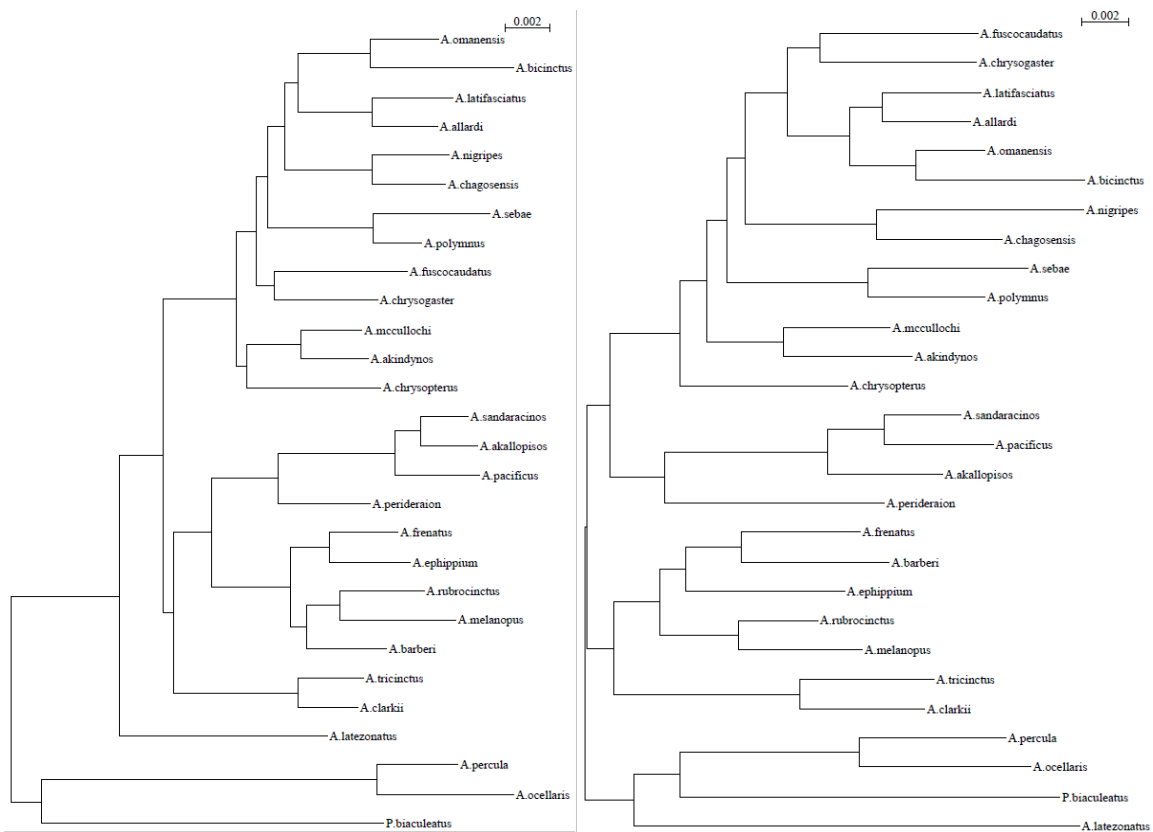 0.002
A.omanensis
A.bicinctus
A.latifasciatus
A.allardi
A.nigripes
A.chagosensis
A.sebae
A.polymnus
A.fuscocaudatus
A.chrysogaster
A.mccullochi
A.akindynos
A.chrysopterus
A.sandaracinos
A.akallopisos
A.pacificus
A.perideraion
A.frenatus
A.ephippium
A.rubrocinctus
A.melanopus
A.barberi
A.tricinctus
A.clarkii
A.latezonatus
A.percula
A.ocellaris
P.biaculeatus
0.002
A.fuscocaudatus
A.chrysogaster
A.latifasciatus
A.allardi
A.omanensis
A.bicinctus
A.nigripes
A.chagosensis
A.sebae
A.polymnus
A.mccullochi
A.akindynos
A.chrysopterus
A.sandaracinos
A.pacificus
A.akallopisos
A.perideraion
A.frenatus
A.barberi
A.ephippium
A.rubrocinctus
A.melanopus
A.tricinctus
A.clarkii
A.percula
A.ocellaris
P.biaculeatus
A.latezonatus